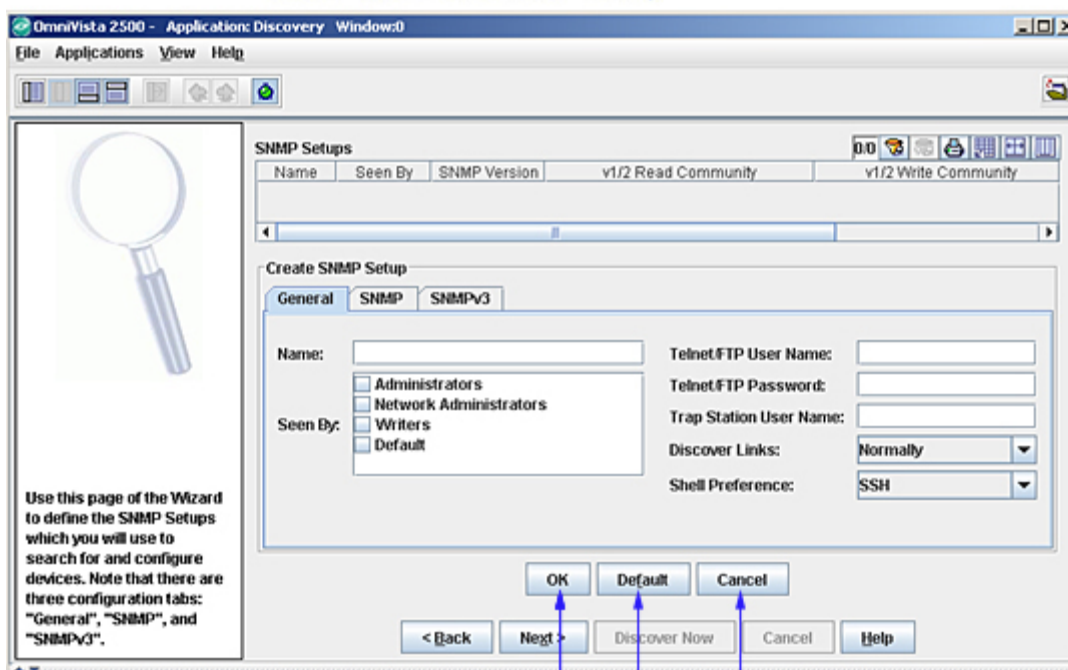 OmniVista 2500 - Application: Discovery Window:0
File Applications View Help
SNMP Setups
0/0
Name Seen By SNMP Version v1/2 Read Community v1/2 Write Community
Create SNMP Setup
General SNMP SNMPv3
Name:
Seen By:
Administrators
Network Administrators
Writers
Default
Telnet/FTP User Name:
Telnet/FTP Password:
Trap Station User Name:
Discover Links: Normally
Shell Preference: SSH
Use this page of the Wizard
to define the SNMP Setups
which you will use to
search for and configure
devices. Note that there are
three configuration tabs:
"General", "SNMP", and
"SNMPv3".
OK Default Cancel
< Back Next > Discover Now Cancel Help